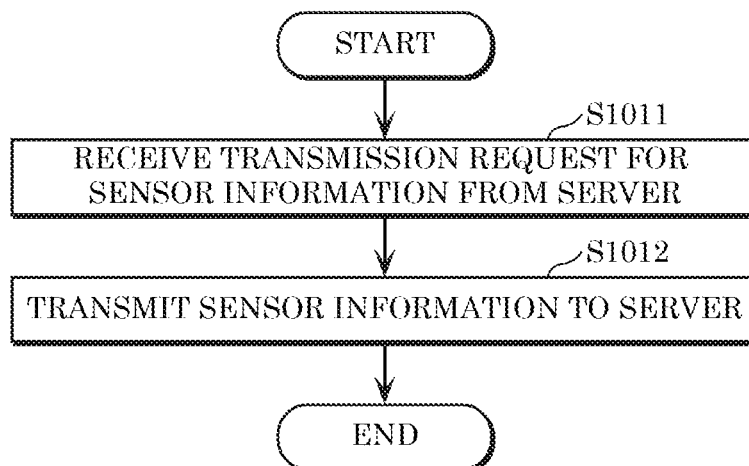 START
S1011
RECEIVE TRANSMISSION REQUEST FOR
SENSOR INFORMATION FROM SERVER
S1012
TRANSMIT SENSOR INFORMATION TO SERVER
END